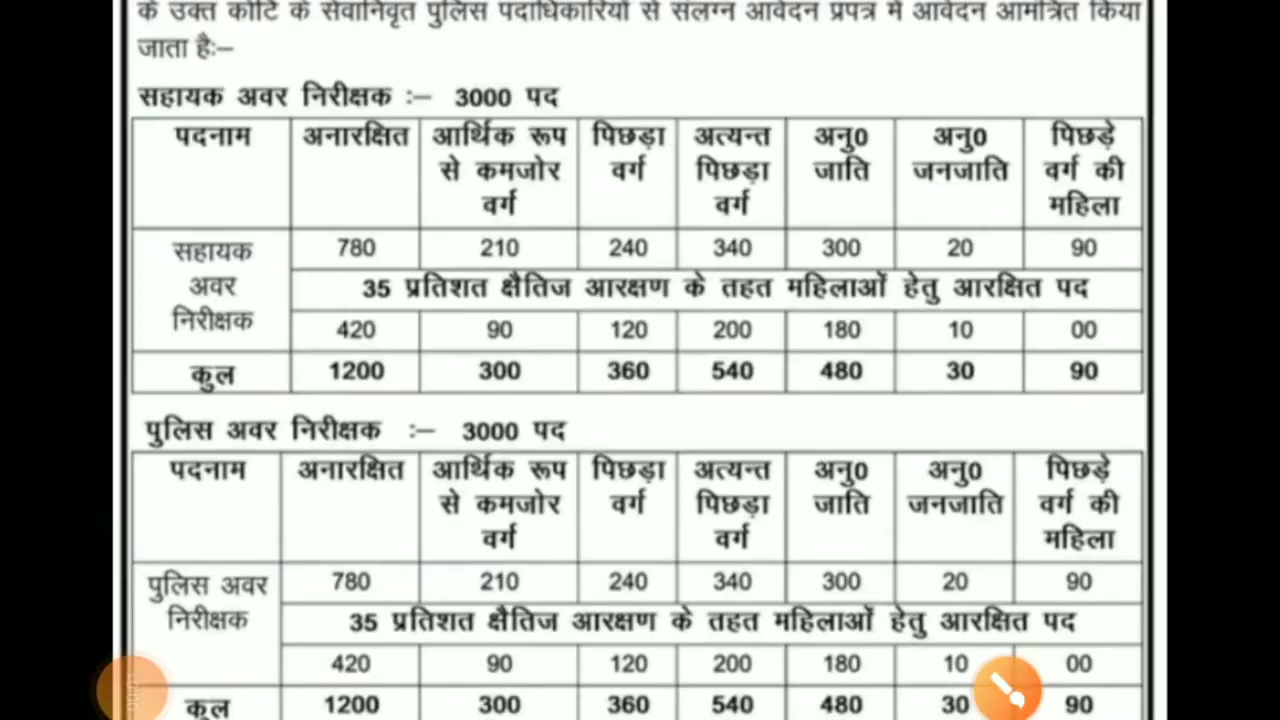 के उक्त कोटि के सेवानिवृत पुलिस पदाधिकारियों से संलग्न आवेदन प्रपत्र में आवेदन आमंत्रित किया
जाता हैः–
सहायक अवर निरीक्षक :– 3000 पद
पदनाम अनारक्षित आर्थिक रूप से कमजोर वर्ग पिछड़ा वर्ग अत्यन्त पिछड़ा वर्ग अनु0 जाति अनु0 जनजाति पिछड़े वर्ग की महिला
सहायक अवर निरीक्षक 780 210 240 340 300 20 90
35 प्रतिशत क्षैतिज आरक्षण के तहत महिलाओं हेतु आरक्षित पद
420 90 120 200 180 10 00
कुल 1200 300 360 540 480 30 90
पुलिस अवर निरीक्षक :– 3000 पद
पदनाम अनारक्षित आर्थिक रूप से कमजोर वर्ग पिछड़ा वर्ग अत्यन्त पिछड़ा वर्ग अनु0 जाति अनु0 जनजाति पिछड़े वर्ग की महिला
पुलिस अवर निरीक्षक 780 210 240 340 300 20 90
35 प्रतिशत क्षैतिज आरक्षण के तहत महिलाओं हेतु आरक्षित पद
420 90 120 200 180 10 00
कुल 1200 300 360 540 480 30 90